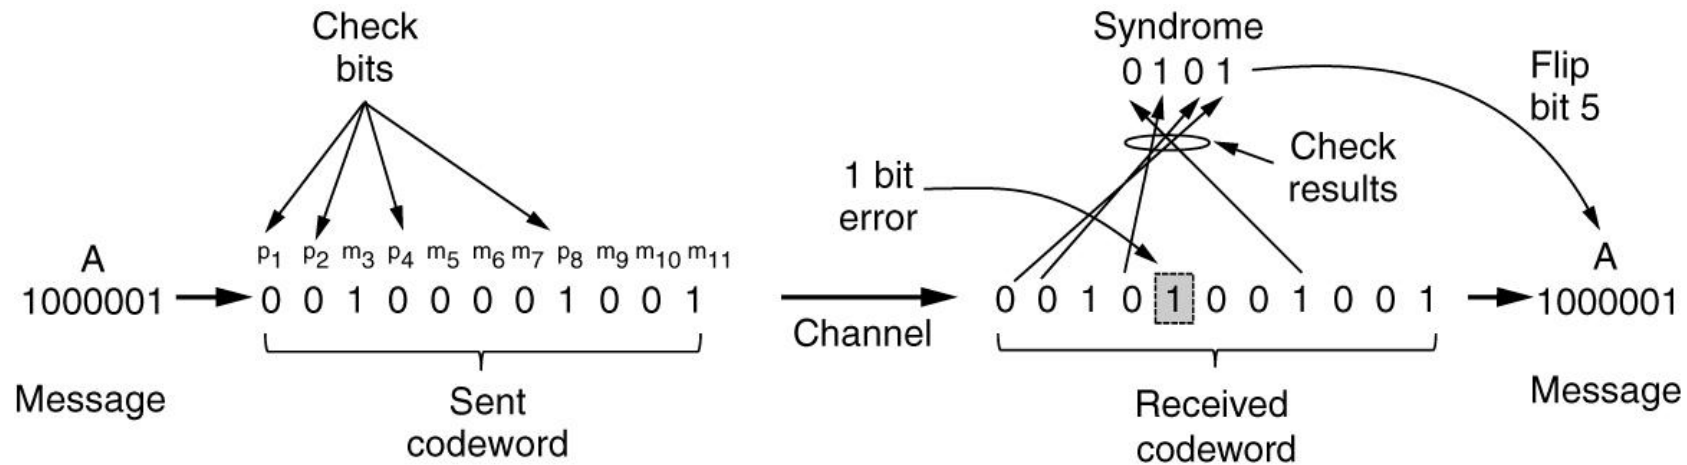 Check
bits
Syndrome
0 1 0 1
Flip
bit 5
Check
results
1 bit
error
p1 p2 m3 p4 m5 m6 m7 p8 m9 m10 m11
A
A
1000001
0 0 1 0 0 0 0 1 0 0 1
0 0 1 0 1 0 0 1 0 0 1
1000001
Channel
Message
Sent
codeword
Received
codeword
Message